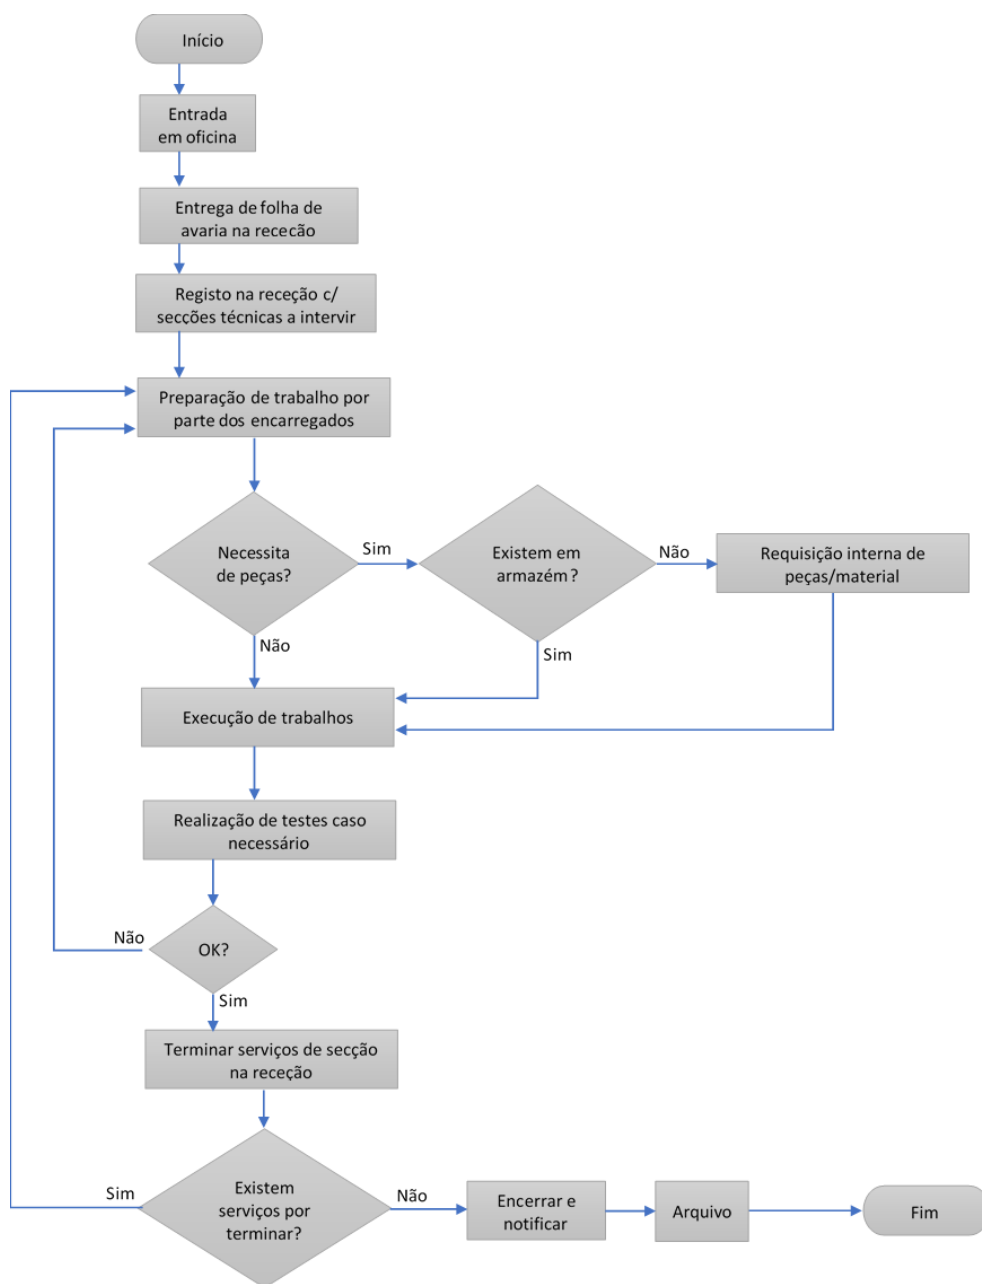 Início
Entrada
em oficina
Entrega de folha de
avaria na rececão
Registo na receção c/
secções técnicas a intervir
Preparação de trabalho por
parte dos encarregados
Necessita
de peças?
Sim
Existem em
armazém?
Não
Requisição interna de
peças/material
Não
Sim
Execução de trabalhos
Realização de testes caso
necessário
Não
OK?
Sim
Terminar serviços de secção
na receção
Sim
Existem
serviços por
terminar?
Não
Encerrar e
notificar
Arquivo
Fim